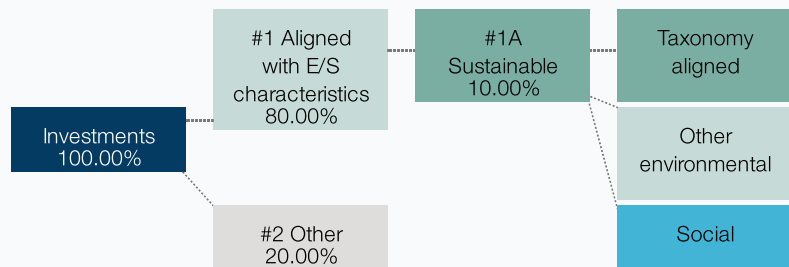 Investments
100.00%
#1 Aligned
with E/S
characteristics
80.00%
#2 Other
20.00%
#1A
Sustainable
10.00%
Taxonomy
aligned
Other
environmental
Social